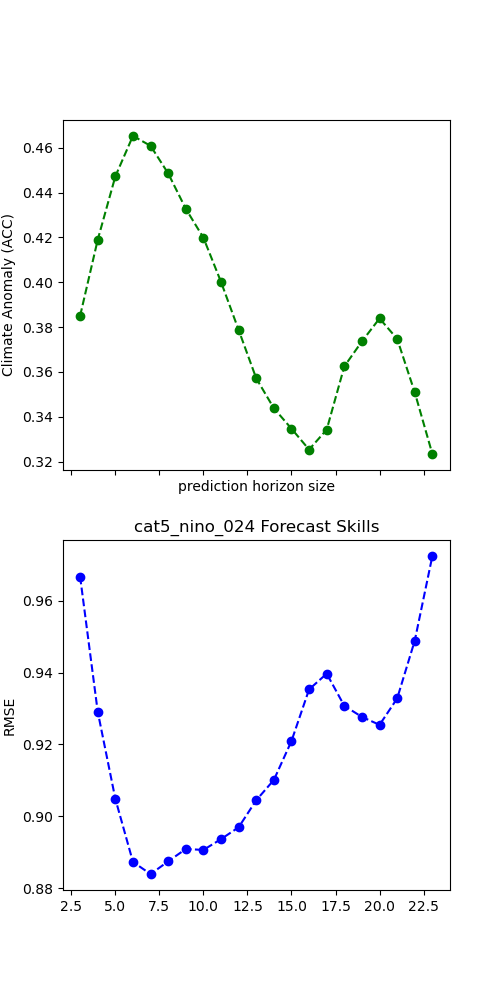 Climate Anomaly (ACC)
0.46
0.44
0.42
0.40
0.38
0.36
0.34
0.32
prediction horizon size
cat5_nino_024 Forecast Skills
RMSE
0.96
0.94
0.92
0.90
0.88
2.5 5.0 7.5 10.0 12.5 15.0 17.5 20.0 22.5